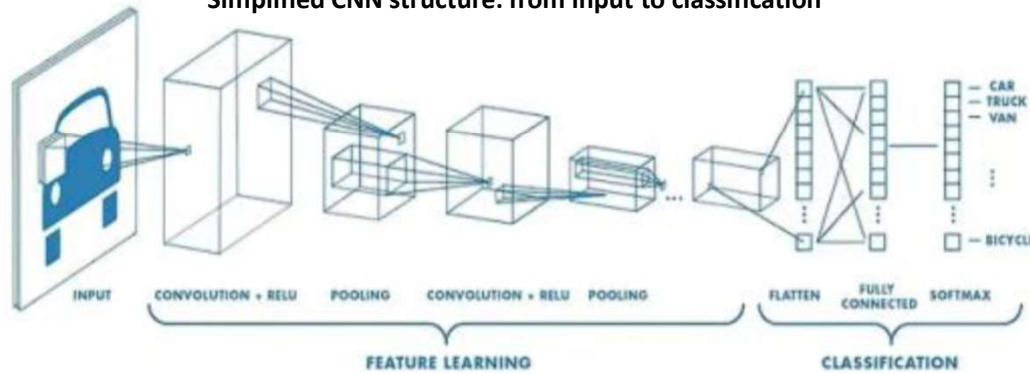 Simplified CNN structure: from input to classification
CAR
TRUCK
VAN
BICYCLE
INPUT
CONVOLUTION + RELU
POOLING
CONVOLUTION + RELU
POOLING
FLATTEN
FULLY
CONNECTED
SOFTMAX
FEATURE LEARNING
CLASSIFICATION